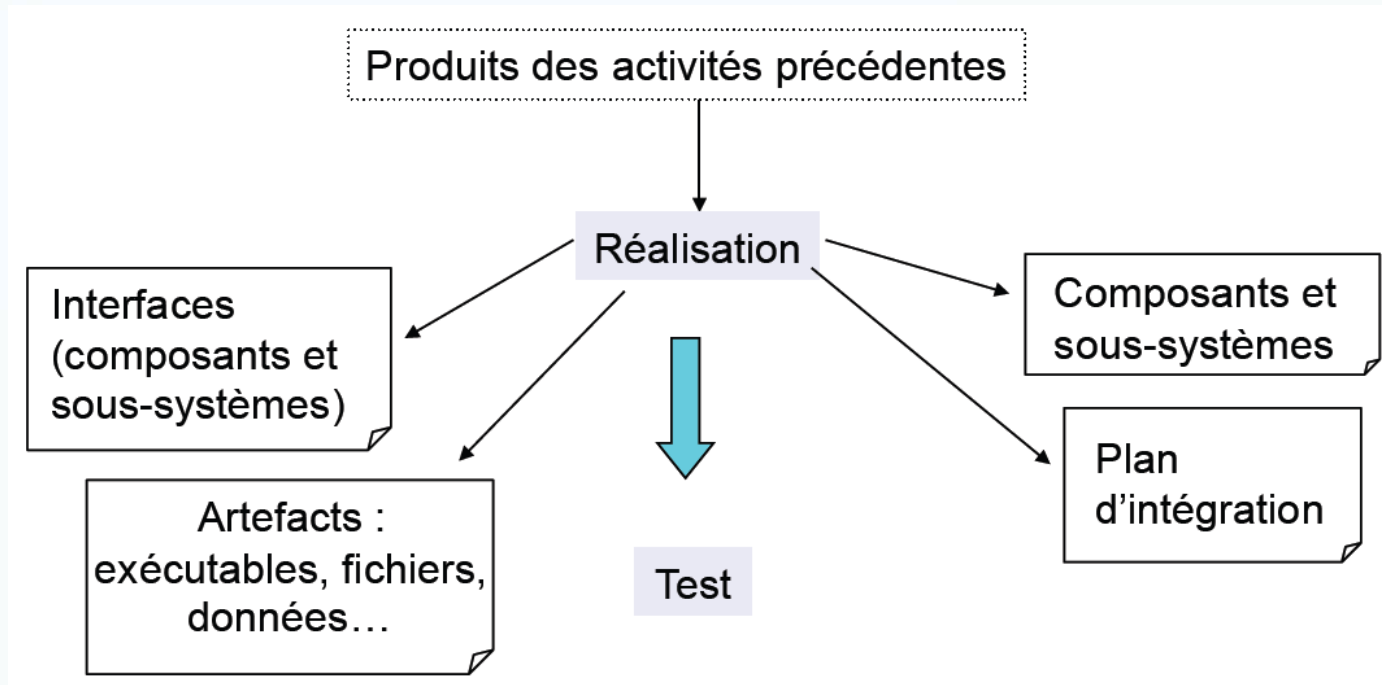 Produits des activités précédentes
Réalisation
Interfaces
(composants et
sous-systèmes)
Composants et
sous-systèmes
Artefacts :
exécutables, fichiers,
données…
Plan
d’intégration
Test